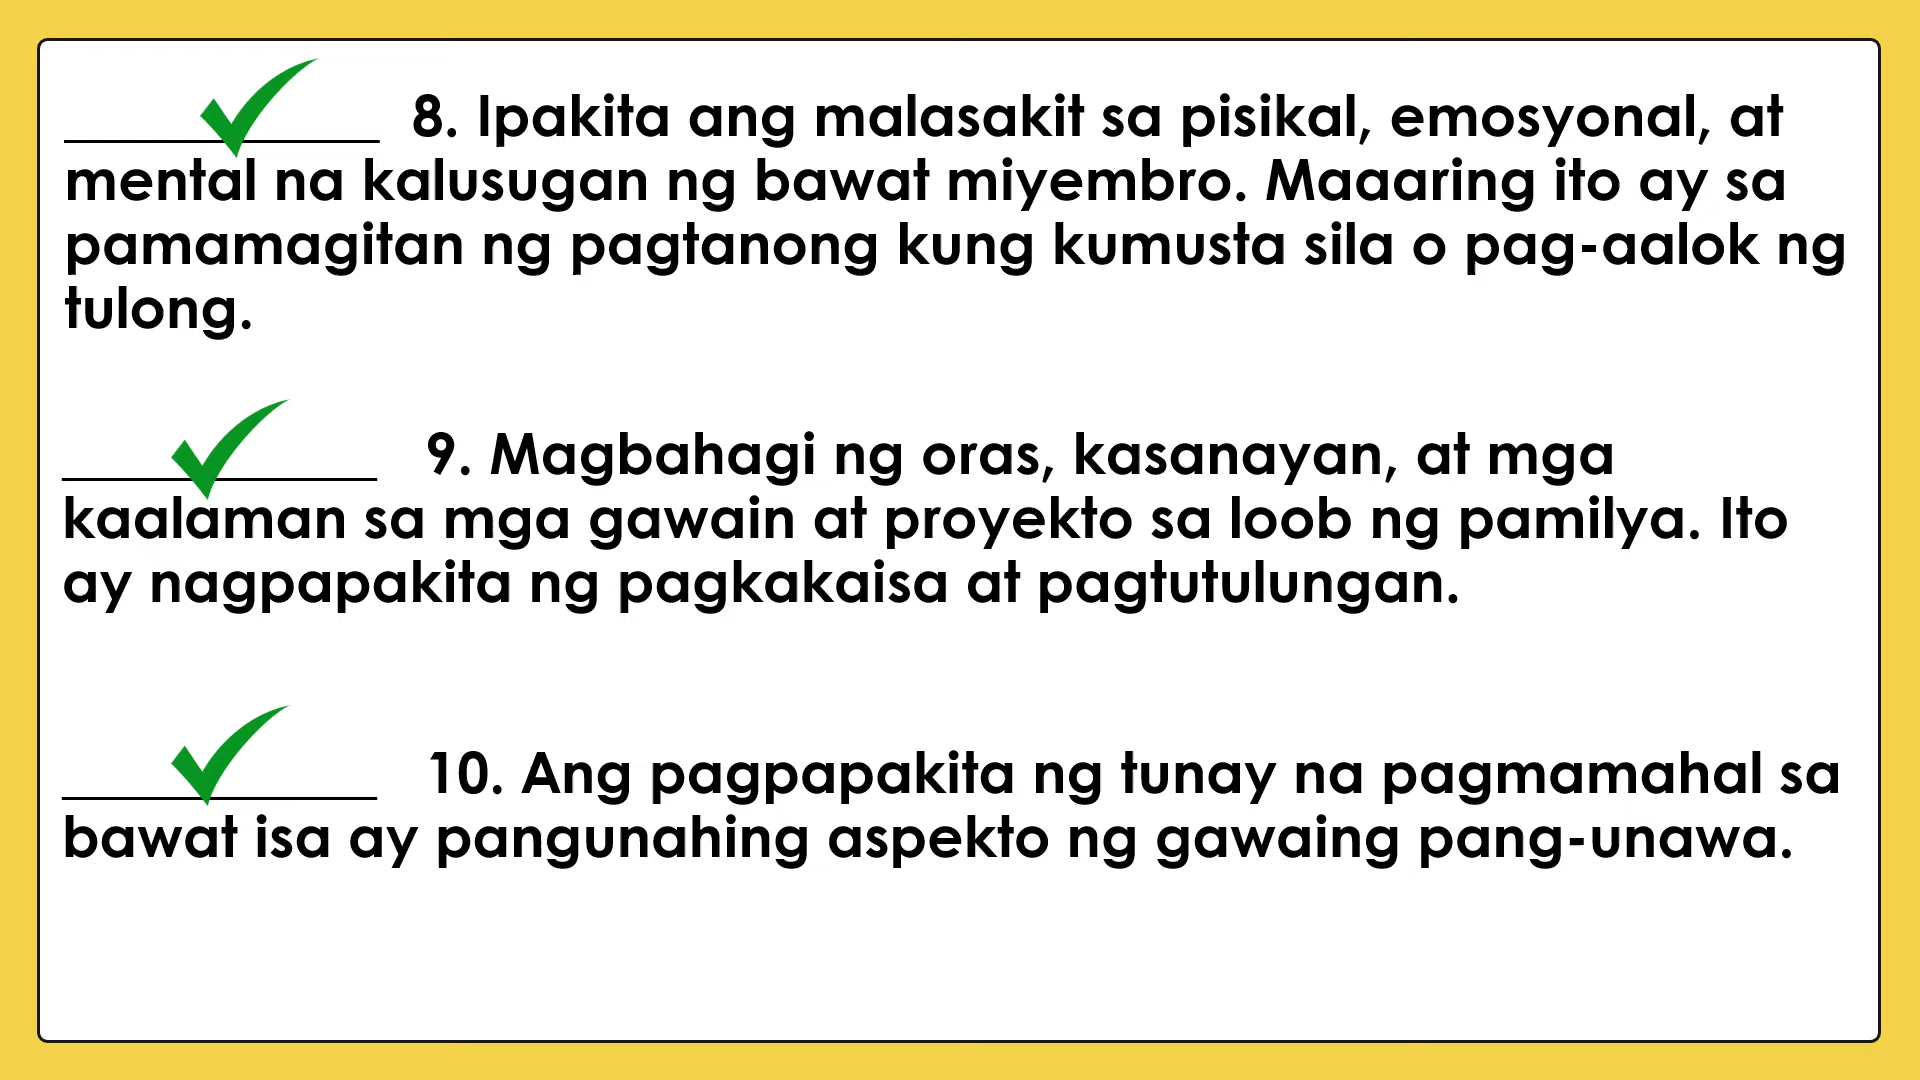 __________ 8. Ipakita ang malasakit sa pisikal, emosyonal, at
mental na kalusugan ng bawat miyembro. Maaaring ito ay sa
pamamagitan ng pagtanong kung kumusta sila o pag-aalok ng
tulong.
__________ 9. Magbahagi ng oras, kasanayan, at mga
kaalaman sa mga gawain at proyekto sa loob ng pamilya. Ito
ay nagpapakita ng pagkakaisa at pagtutulungan.
__________ 10. Ang pagpapakita ng tunay na pagmamahal sa
bawat isa ay pangunahing aspekto ng gawaing pang-unawa.